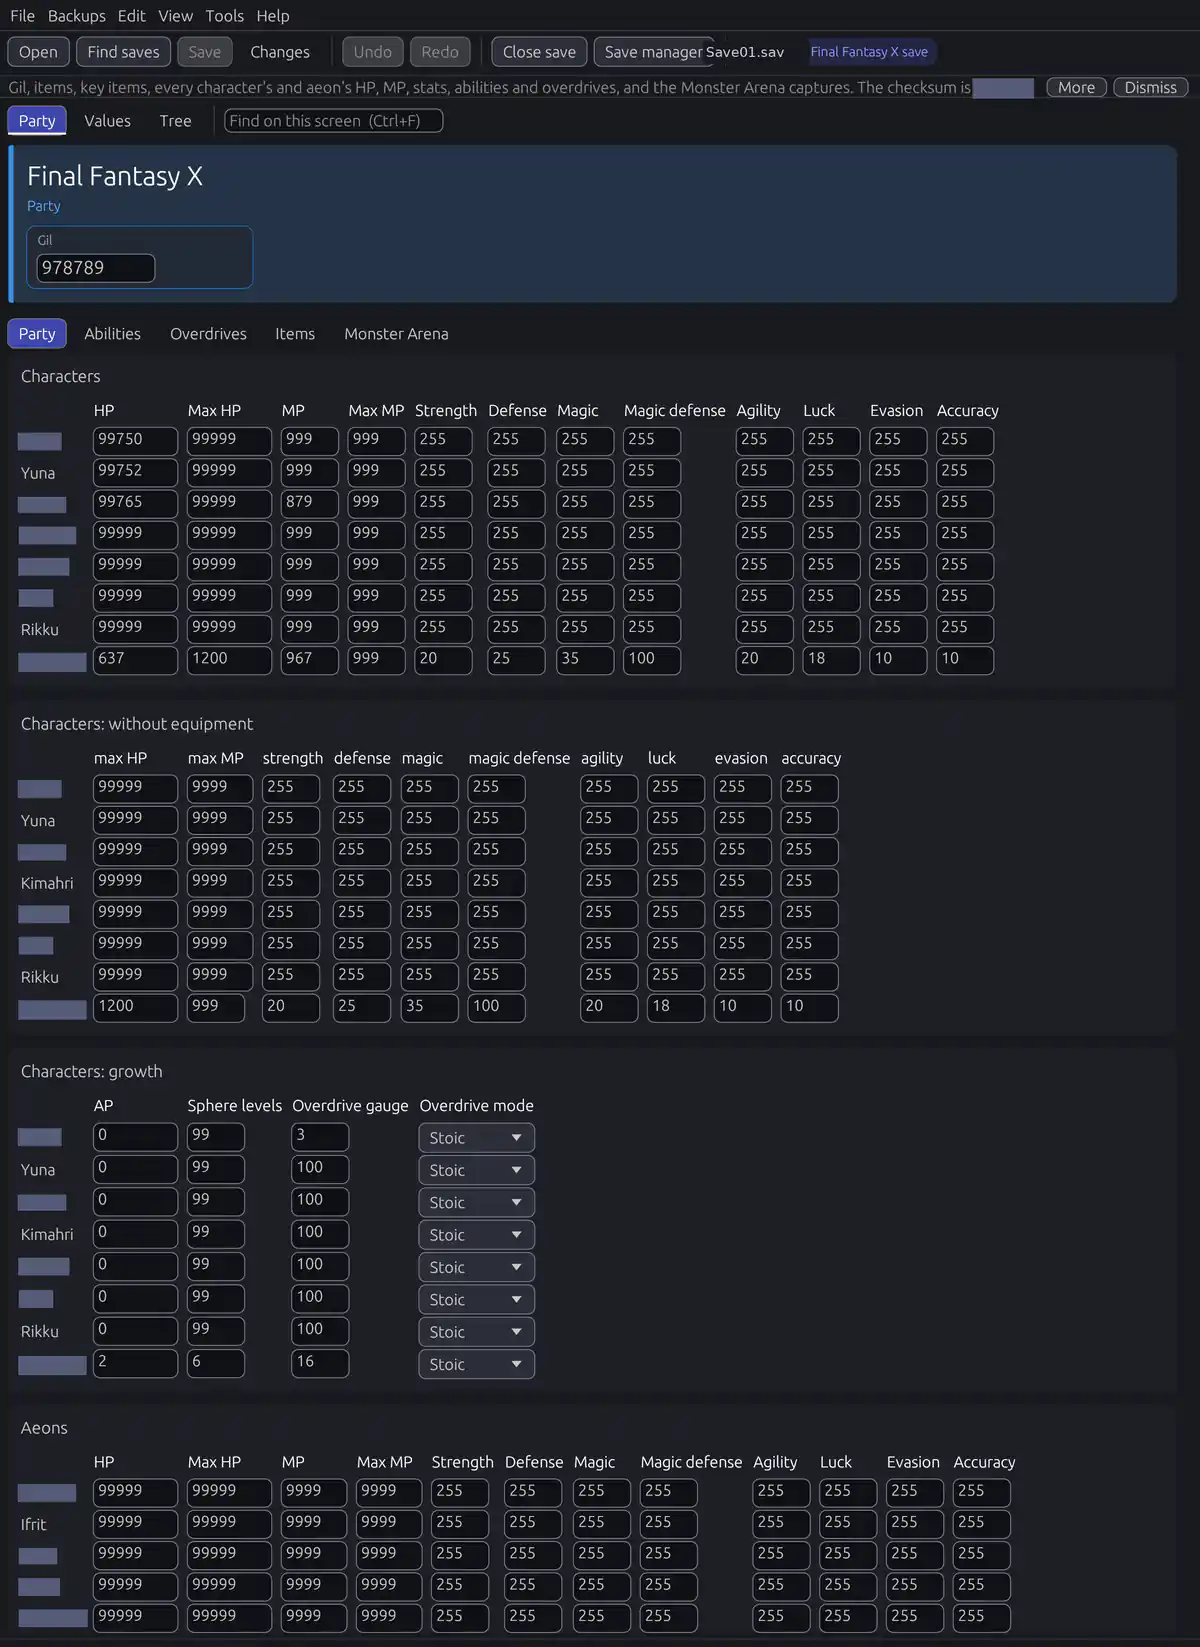 File Backups Edit View Tools Help
Open Find saves Save Changes Undo Redo Close save Save manager Save01.sav Final Fantasy X save
Gil, items, key items, every character's and aeon's HP, MP, stats, abilities and overdrives, and the Monster Arena captures. The checksum is More Dismiss
Party Values Tree Find on this screen (Ctrl+F)
Final Fantasy X
Party
Gil
978789
Party Abilities Overdrives Items Monster Arena
Characters
HP Max HP MP Max MP Strength Defense Magic Magic defense Agility Luck Evasion Accuracy
99750 99999 999 999 255 255 255 255 255 255 255 255
Yuna 99752 99999 999 999 255 255 255 255 255 255 255 255
99765 99999 879 999 255 255 255 255 255 255 255 255
99999 99999 999 999 255 255 255 255 255 255 255 255
99999 99999 999 999 255 255 255 255 255 255 255 255
99999 99999 999 999 255 255 255 255 255 255 255 255
Rikku 99999 99999 999 999 255 255 255 255 255 255 255 255
637 1200 967 999 20 25 35 100 20 18 10 10
Characters: without equipment
max HP max MP strength defense magic magic defense agility luck evasion accuracy
99999 9999 255 255 255 255 255 255 255 255
Yuna 99999 9999 255 255 255 255 255 255 255 255
99999 9999 255 255 255 255 255 255 255 255
Kimahri 99999 9999 255 255 255 255 255 255 255 255
99999 9999 255 255 255 255 255 255 255 255
99999 9999 255 255 255 255 255 255 255 255
Rikku 99999 9999 255 255 255 255 255 255 255 255
1200 999 20 25 35 100 20 18 10 10
Characters: growth
AP Sphere levels Overdrive gauge Overdrive mode
0 99 3 Stoic
Yuna 0 99 100 Stoic
0 99 100 Stoic
Kimahri 0 99 100 Stoic
0 99 100 Stoic
0 99 100 Stoic
Rikku 0 99 100 Stoic
2 6 16 Stoic
Aeons
HP Max HP MP Max MP Strength Defense Magic Magic defense Agility Luck Evasion Accuracy
99999 99999 9999 9999 255 255 255 255 255 255 255 255
Ifrit 99999 99999 9999 9999 255 255 255 255 255 255 255 255
99999 99999 9999 9999 255 255 255 255 255 255 255 255
99999 99999 9999 9999 255 255 255 255 255 255 255 255
99999 99999 9999 9999 255 255 255 255 255 255 255 255